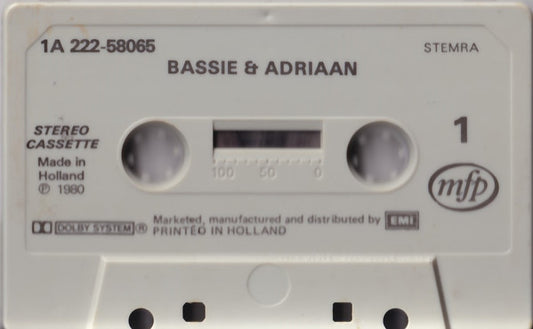 1A 222-58065
STEMRA
BASSIE & ADRIAAN
STEREO
CASSETTE
1
Made in
Holland
℗ 1980
100 50 0
mfp
DOLBY SYSTEM ®
Marketed, manufactured and distributed by EMI
PRINTED IN HOLLAND